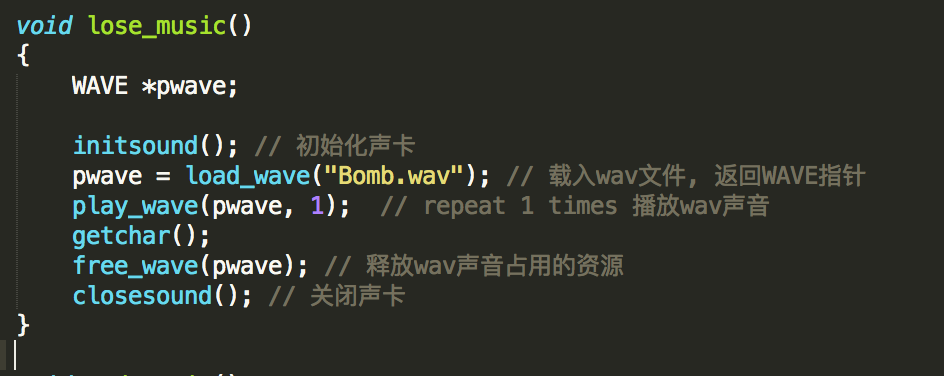 void lose_music()
{
    WAVE *pwave;

    initsound(); // 初始化声卡
    pwave = load_wave("Bomb.wav"); // 载入wav文件, 返回WAVE指针
    play_wave(pwave, 1);  // repeat 1 times 播放wav声音
    getchar();
    free_wave(pwave); // 释放wav声音占用的资源
    closesound(); // 关闭声卡
}